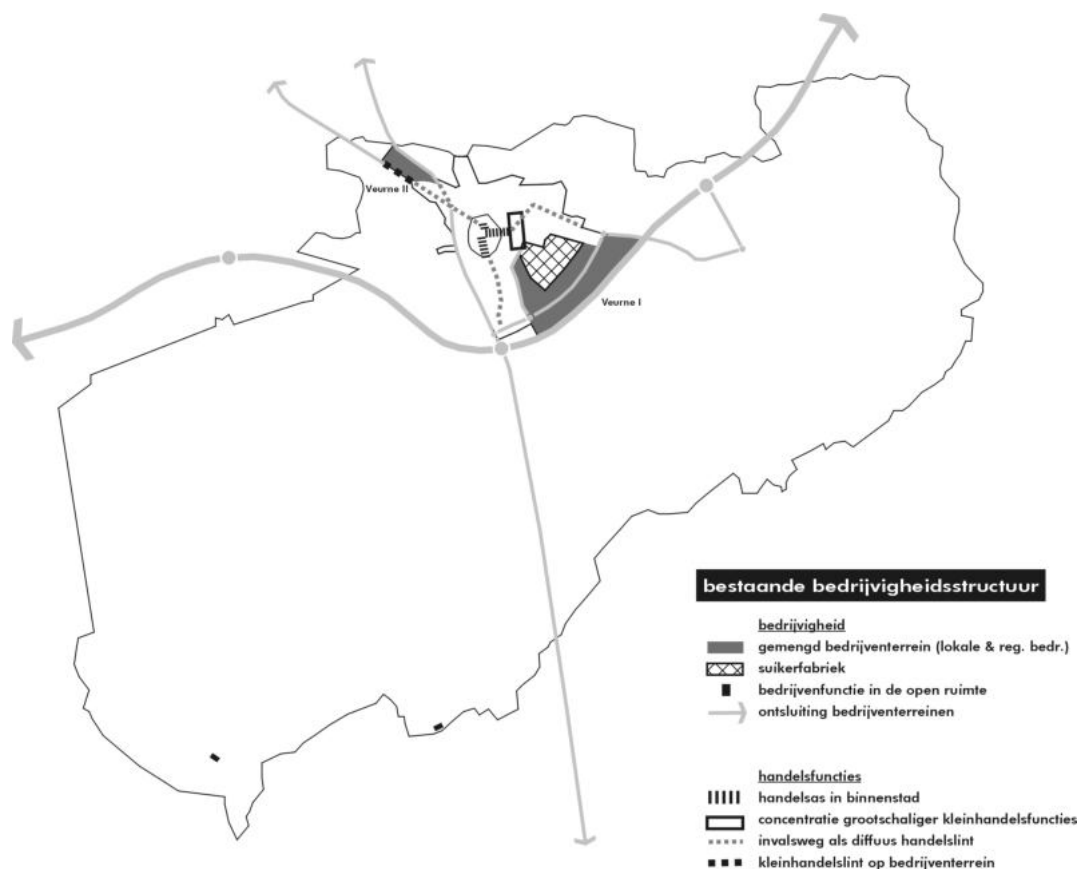 Veurne II
Veurne I
bestaande bedrijvigheidsstructuur
bedrijvigheid
gemengd bedrijventerrein (lokale & reg. bedr.)
suikerfabriek
bedrijvenfunctie in de open ruimte
ontsluiting bedrijventerreinen
handelsfuncties
handelsas in binnenstad
concentratie grootschaliger kleinhandelsfuncties
invalsweg als diffuus handelslint
kleinhandelslint op bedrijventerrein